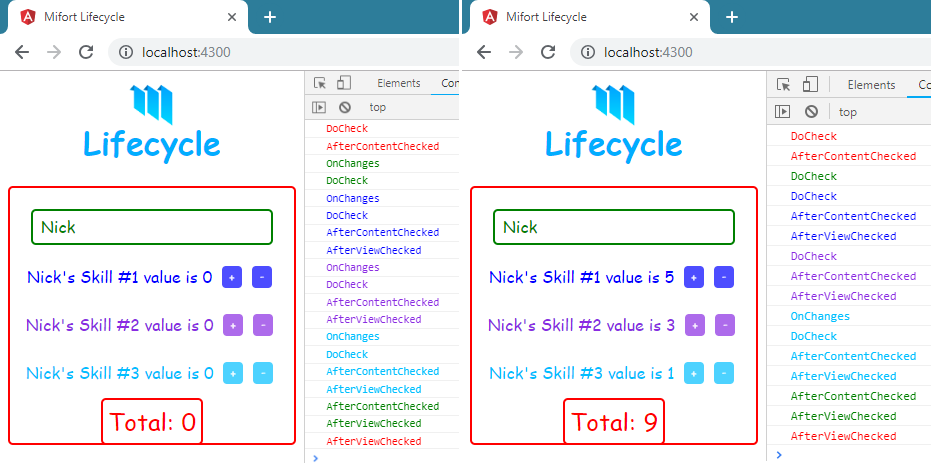 Mifort Lifecycle
localhost:4300
Lifecycle
Nick
Nick's Skill #1 value is 0 + -
Nick's Skill #2 value is 0 + -
Nick's Skill #3 value is 0 + -
Total: 0
Elements Co
top
DoCheck
AfterContentChecked
OnChanges
DoCheck
OnChanges
DoCheck
AfterContentChecked
AfterViewChecked
OnChanges
DoCheck
AfterContentChecked
AfterViewChecked
OnChanges
DoCheck
AfterContentChecked
AfterViewChecked
AfterContentChecked
AfterViewChecked
AfterViewChecked
Mifort Lifecycle
localhost:4300
Lifecycle
Nick
Nick's Skill #1 value is 5 + -
Nick's Skill #2 value is 3 + -
Nick's Skill #3 value is 1 + -
Total: 9
Elements Co
top
DoCheck
AfterContentChecked
DoCheck
DoCheck
AfterContentChecked
AfterViewChecked
DoCheck
AfterContentChecked
AfterViewChecked
OnChanges
DoCheck
AfterContentChecked
AfterViewChecked
AfterContentChecked
AfterViewChecked
AfterViewChecked